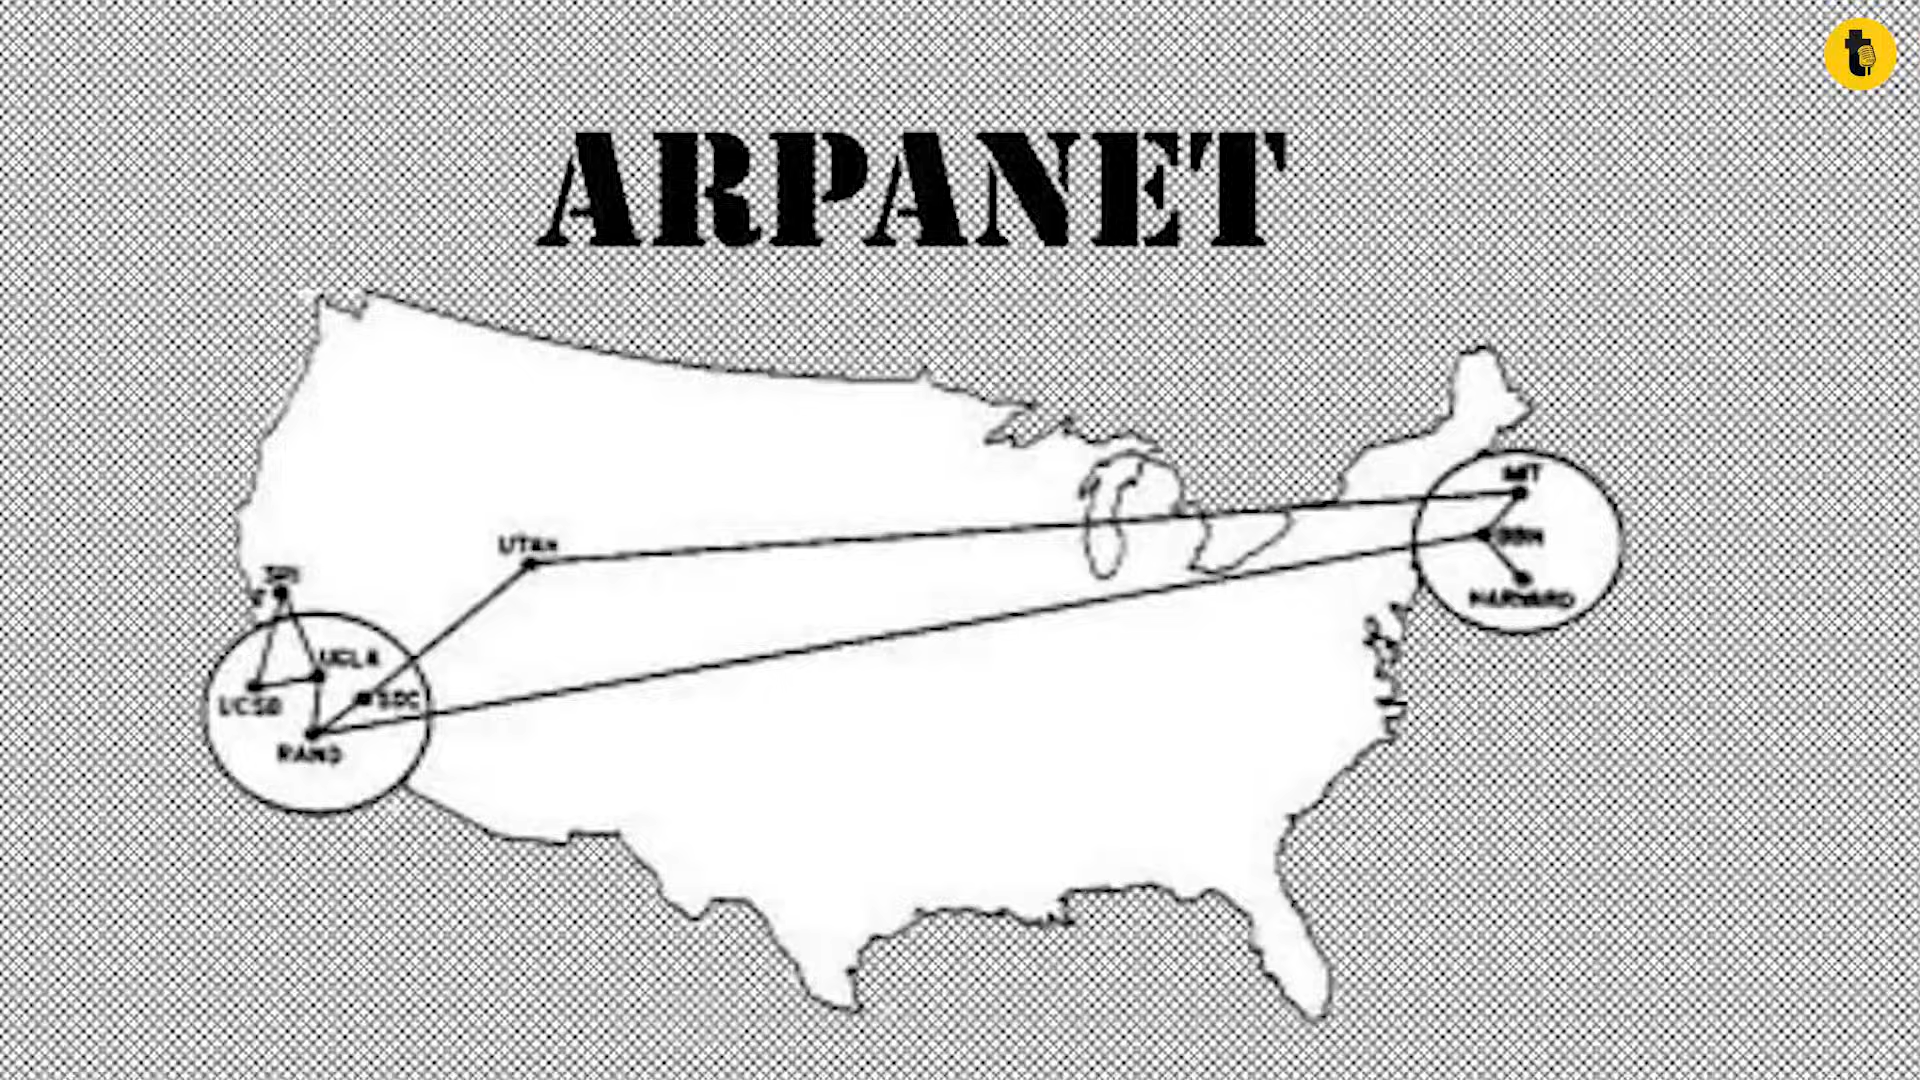 t
ARPANET
MIT
UTAH
BBN
SRI
HARVARD
UCLA
UCSB
SDC
RAND